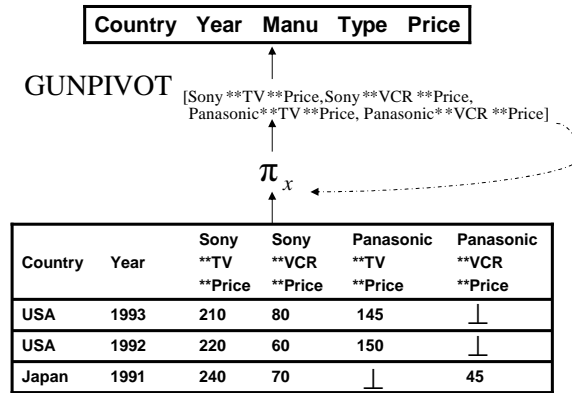 Country Year Manu Type Price
GUNPIVOT [Sony**TV**Price,Sony**VCR**Price,
Panasonic**TV**Price, Panasonic**VCR**Price]
π x
Country Year Sony **TV **Price Sony **VCR **Price Panasonic **TV **Price Panasonic **VCR **Price
USA 1993 210 80 145 ⊥
USA 1992 220 60 150 ⊥
Japan 1991 240 70 ⊥ 45